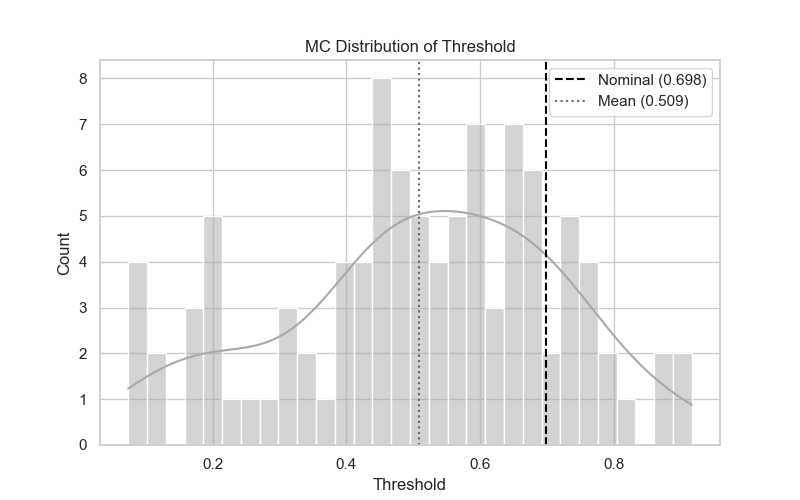 MC Distribution of Threshold
Nominal (0.698)
Mean (0.509)
8
7
6
5
4
3
2
1
0
Count
0.2
0.4
0.6
0.8
Threshold